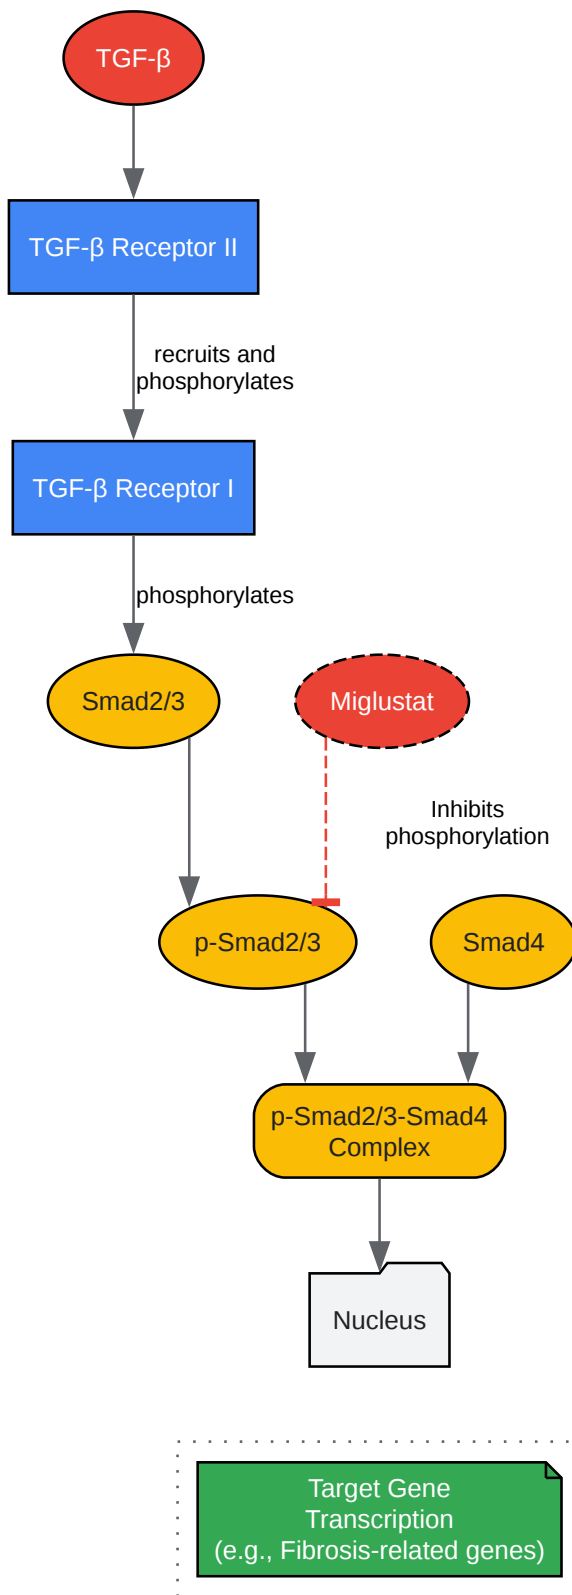 TGF-β
TGF-β Receptor II
recruits and
phosphorylates
TGF-β Receptor I
phosphorylates
Smad2/3
Miglustat
Inhibits
phosphorylation
p-Smad2/3
Smad4
p-Smad2/3-Smad4
Complex
Nucleus
Target Gene
Transcription
(e.g., Fibrosis-related genes)